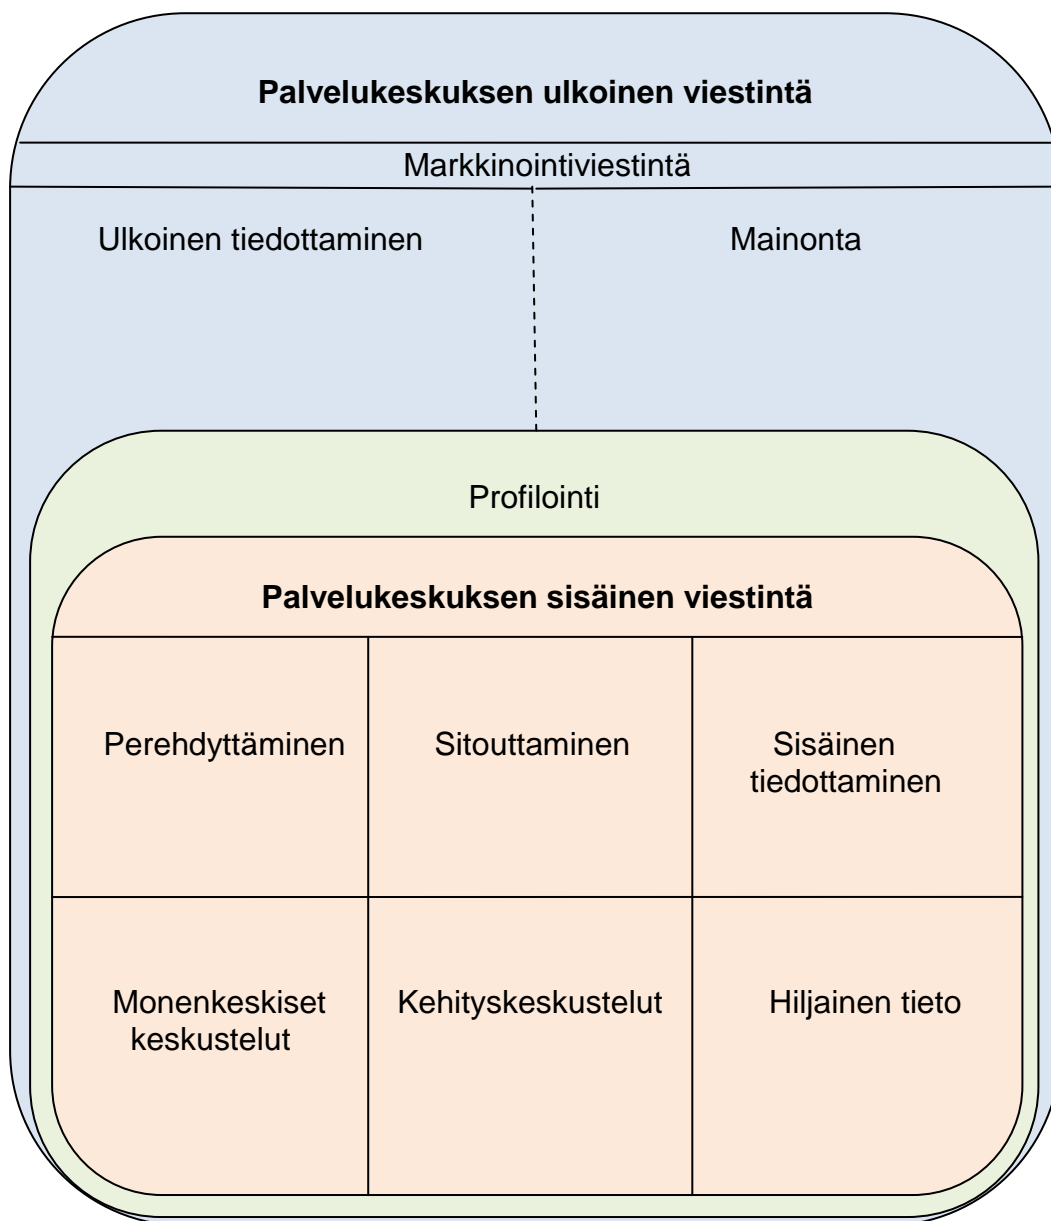 Palvelukeskuksen ulkoinen viestintä
Markkinointiviestintä
Ulkoinen tiedottaminen
Mainonta
Profilointi
Palvelukeskuksen sisäinen viestintä
Perehdyttäminen
Sitouttaminen
Sisäinen
tiedottaminen
Monenkeskiset
keskustelut
Kehityskeskustelut
Hiljainen tieto